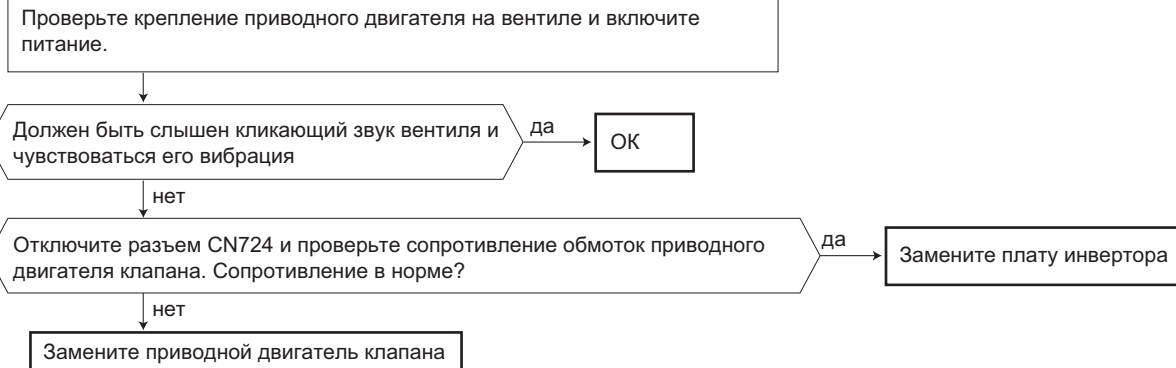 Проверьте крепление приводного двигателя на вентиле и включите
питание.
Должен быть слышен кликающий звук вентиля и
чувствоваться его вибрация
да
ОК
нет
Отключите разъем CN724 и проверьте сопротивление обмоток приводного
двигателя клапана. Сопротивление в норме?
да
Замените плату инвертора
нет
Замените приводной двигатель клапана